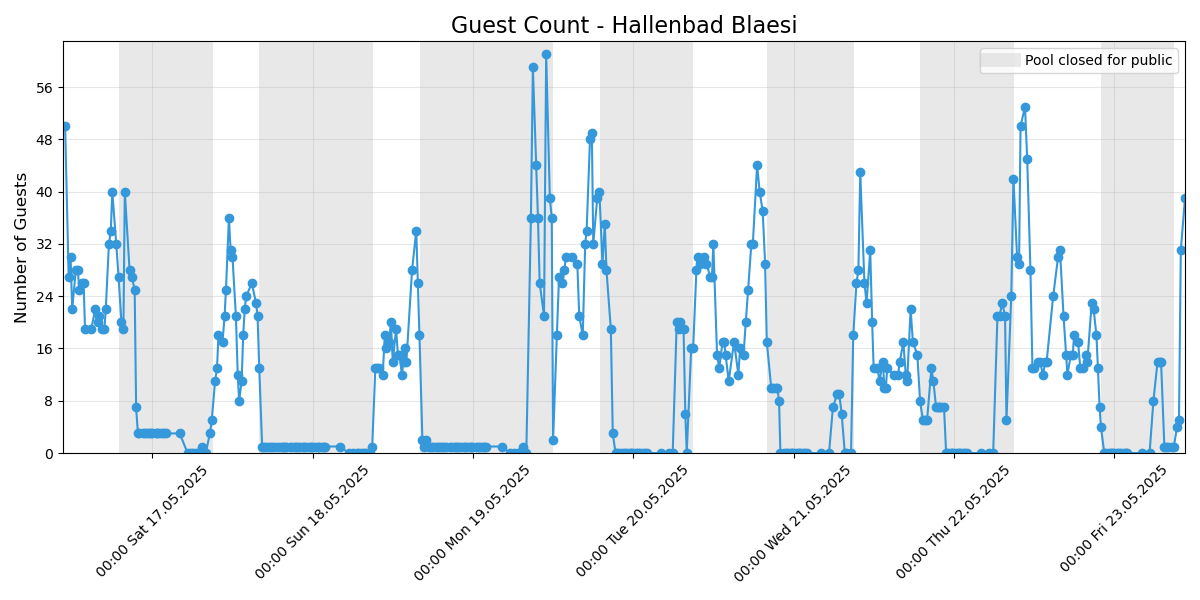 Guest Count - Hallenbad Blaesi
Pool closed for public
Number of Guests
56
48
40
32
24
16
8
0
00:00 Sat 17.05.2025
00:00 Sun 18.05.2025
00:00 Mon 19.05.2025
00:00 Tue 20.05.2025
00:00 Wed 21.05.2025
00:00 Thu 22.05.2025
00:00 Fri 23.05.2025